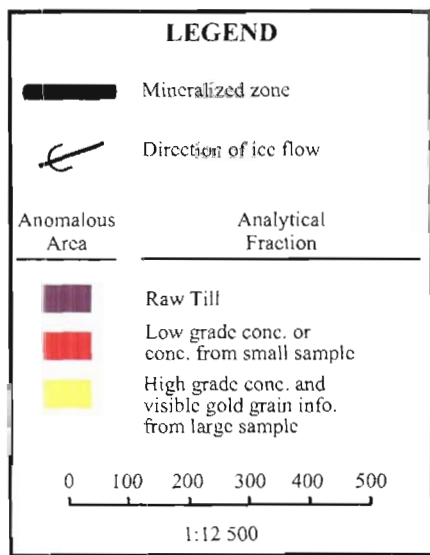 LEGEND
Mineralized zone
Direction of ice flow
Anomalous Analytical
Area Fraction
Raw Till
Low grade conc. or
conc. from small sample
High grade conc. and
visible gold grain info.
from large sample
0 100 200 300 400 500
1:12 500